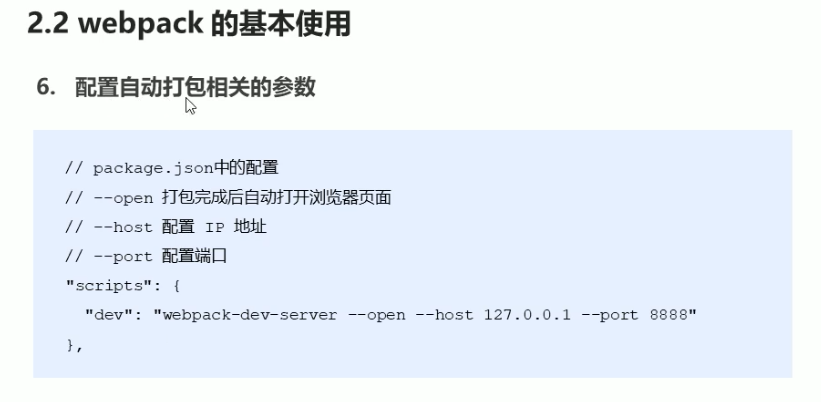 2.2 webpack 的基本使用
6. 配置自动打包相关的参数
// package.json中的配置
// --open 打包完成后自动打开浏览器页面
// --host 配置 IP 地址
// --port 配置端口
"scripts": {
"dev": "webpack-dev-server --open --host 127.0.0.1 --port 8888"
},